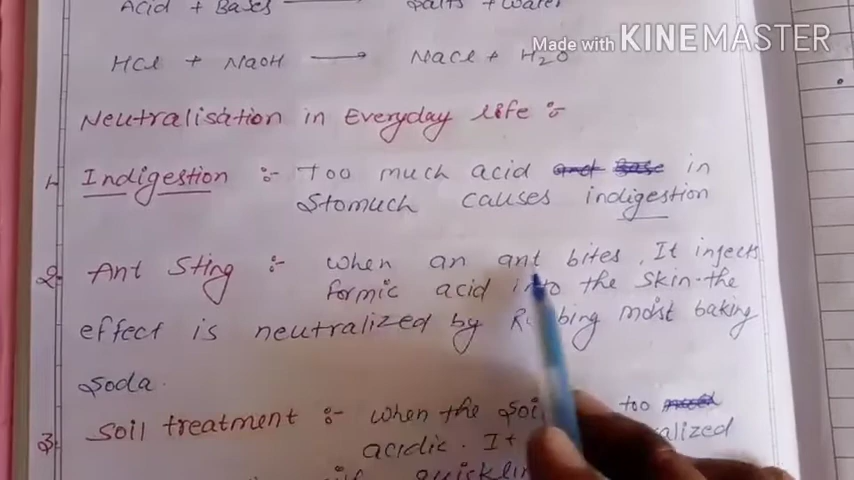 Acid + Bases → Salts + Water
Made with KINEMASTER
HCl + NaOH → NaCl + H2O
Neutralisation in Everyday life :-
1. Indigestion :- Too much acid and Base in
Stomuch causes indigestion
2. Ant Sting :- when an ant bites. It injects
formic acid into the skin. the
effect is neutralized by moist baking
Soda.
3. Soil treatment :- when the too
acidic. It